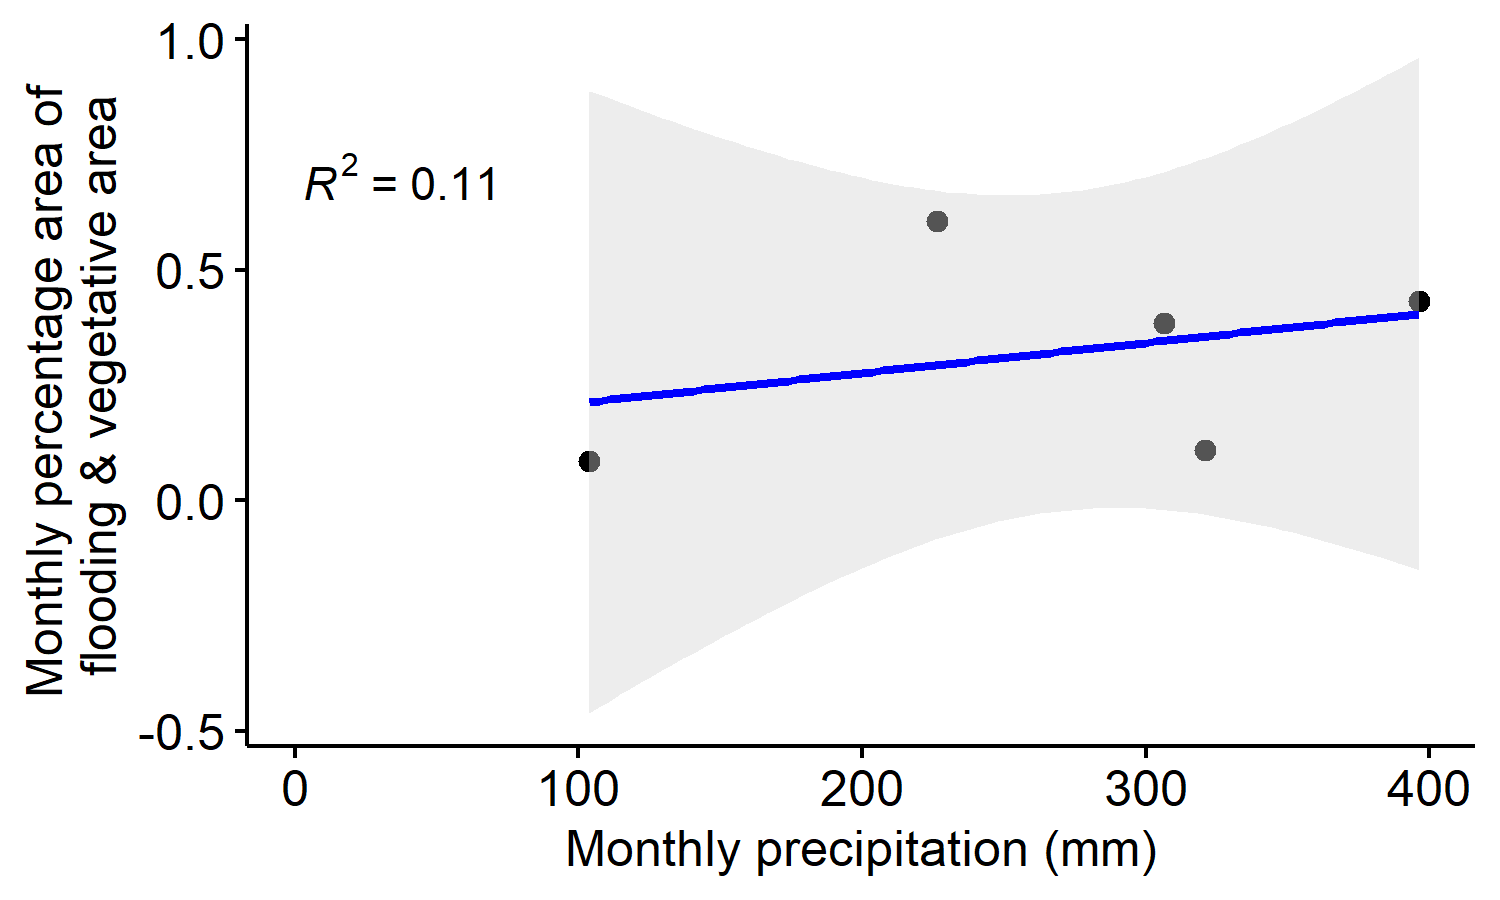 Monthly percentage area of
flooding & vegetative area
1.0
0.5
0.0
-0.5
R² = 0.11
0 100 200 300 400
Monthly precipitation (mm)